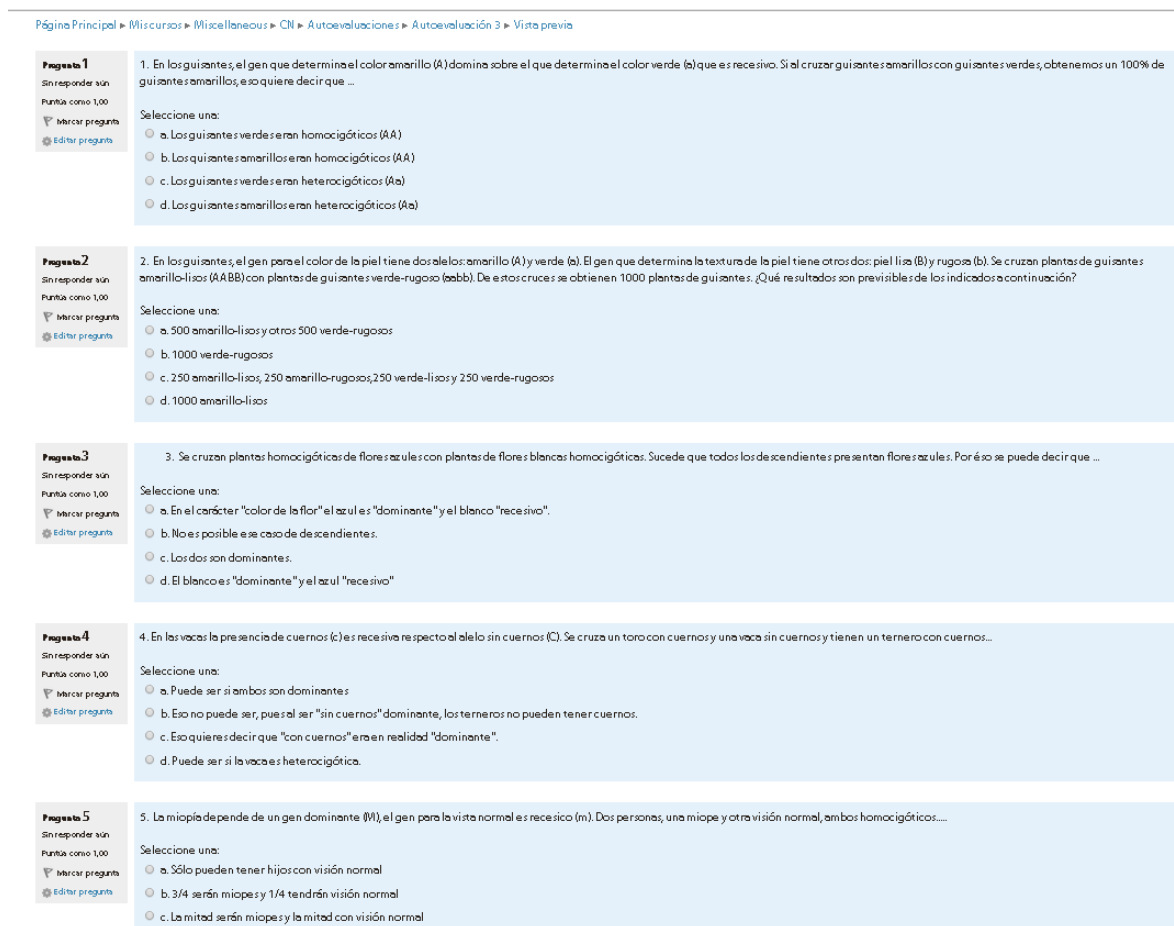 Página Principal ▸ Mis cursos ▸ Miscellaneous ▸ CN ▸ Autoevaluaciones ▸ Autoevaluación 3 ▸ Vista previa
Pregunta 1
Sin responder aún
Puntúa como 1,00
Marcar pregunta
Editar pregunta
1. En los guisantes, el gen que determina el color amarillo (A) domina sobre el que determina el color verde (a) que es recesivo. Si al cruzar guisantes amarillos con guisantes verdes, obtenemos un 100% de
guisantes amarillos, eso quiere decir que ...
Seleccione una:
a. Los guisantes verdes eran homocigóticos (AA)
b. Los quisantes amarillos eran homocigóticos (AA)
c. Los guisantes verdes eran heterocigóticos (Aa)
d. Los guisantes amarillos eran heterocigóticos (Aa)
Pregunta 2
Sin responder aún
Puntúa como 1,00
Marcar pregunta
Editar pregunta
2. En los guisantes, el gen para el color de la piel tiene dos alelos: amarillo (A) y verde (a). El gen que determina la textura de la piel tiene otros dos: piel lisa (B) y rugosa (b). Se cruzan plantas de guisantes
amarillo-lisos (AABB) con plantas de guisantes verde-rugoso (aabb). De estos cruces se obtienen 1000 plantas de guisantes. ¿Qué resultados son previsibles de los indicados a continuación?
Seleccione una:
a. 500 amarillo-lisos y otros 500 verde-rugosos
b. 1000 verde-rugosos
c. 250 amarillo-lisos, 250 amarillo-rugosos,250 verde-lisos y 250 verde-rugosos
d. 1000 amarillo-lisos
Pregunta 3
Sin responder aún
Puntúa como 1,00
Marcar pregunta
Editar pregunta
3. Se cruzan plantas homocigóticas de flores azules con plantas de flores blancas homocigóticas. Sucede que todos los descendientes presentan flores azules. Por éso se puede decir que ...
Seleccione una:
a. En el carácter "color de la flor" el azul es "dominante" y el blanco "recesivo".
b. No es posible ese caso de descendientes.
c. Los dos son dominantes.
d. El blanco es "dominante" y el azul "recesivo"
Pregunta 4
Sin responder aún
Puntúa como 1,00
Marcar pregunta
Editar pregunta
4. En las vacas la presencia de cuernos (c) es recesiva respecto al alelo sin cuernos (C). Se cruza un toro con cuernos y una vaca sin cuernos y tienen un ternero con cuernos...
Seleccione una:
a. Puede ser si ambos son dominantes
b. Eso no puede ser, pues al ser "sin cuernos" dominante, los terneros no pueden tener cuernos.
c. Eso quieres decir que "con cuernos" era en realidad "dominante".
d. Puede ser si la vaca es heterocigótica.
Pregunta 5
Sin responder aún
Puntúa como 1,00
Marcar pregunta
Editar pregunta
5. La miopía depende de un gen dominante (M), el gen para la vista normal es recesico (m). Dos personas, una miope y otra visión normal, ambos homocigóticos.....
Seleccione una:
a. Sólo pueden tener hijos con visión normal
b. 3/4 serán miopes y 1/4 tendrán visión normal
c. La mitad serán miopes y la mitad con visión normal